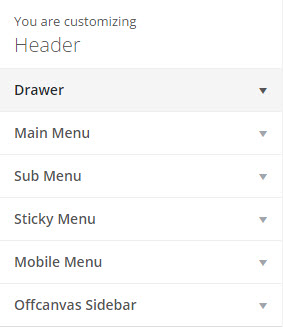 You are customizing
Header
Drawer
Main Menu
Sub Menu
Sticky Menu
Mobile Menu
Offcanvas Sidebar